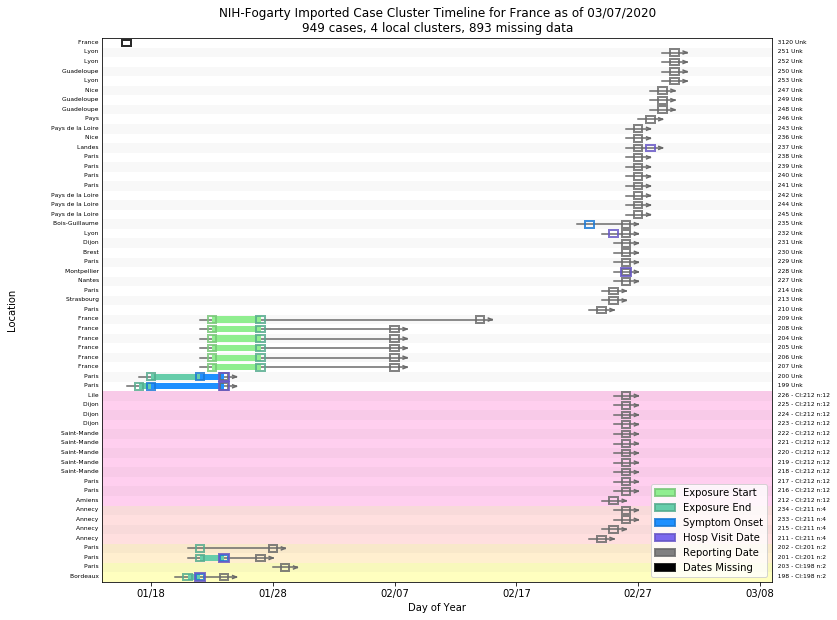 NIH-Fogarty Imported Case Cluster Timeline for France as of 03/07/2020
949 cases, 4 local clusters, 893 missing data
Location
France 3120 Unk
Lyon 251 Unk
Lyon 252 Unk
Guadeloupe 250 Unk
Lyon 253 Unk
Nice 247 Unk
Guadeloupe 249 Unk
Guadeloupe 248 Unk
Pays 246 Unk
Pays de la Loire 243 Unk
Nice 236 Unk
Landes 237 Unk
Paris 238 Unk
Paris 239 Unk
Paris 240 Unk
Paris 241 Unk
Pays de la Loire 242 Unk
Pays de la Loire 244 Unk
Pays de la Loire 245 Unk
Bois-Guillaume 235 Unk
Lyon 232 Unk
Dijon 231 Unk
Brest 230 Unk
Paris 229 Unk
Montpellier 228 Unk
Nantes 227 Unk
Paris 214 Unk
Strasbourg 213 Unk
Paris 210 Unk
France 209 Unk
France 208 Unk
France 204 Unk
France 205 Unk
France 206 Unk
France 207 Unk
Paris 200 Unk
Paris 199 Unk
Lile 226 - Cl:212 n:12
Dijon 225 - Cl:212 n:12
Dijon 224 - Cl:212 n:12
Dijon 223 - Cl:212 n:12
Saint-Mande 222 - Cl:212 n:12
Saint-Mande 221 - Cl:212 n:12
Saint-Mande 220 - Cl:212 n:12
Saint-Mande 219 - Cl:212 n:12
Saint-Mande 218 - Cl:212 n:12
Paris 217 - Cl:212 n:12
Paris 216 - Cl:212 n:12
Amiens 212 - Cl:212 n:12
Annecy 234 - Cl:211 n:4
Annecy 233 - Cl:211 n:4
Annecy 215 - Cl:211 n:4
Annecy 211 - Cl:211 n:4
Paris 202 - Cl:201 n:2
Paris 201 - Cl:201 n:2
Paris 203 - Cl:198 n:2
Bordeaux 198 - Cl:198 n:2
Exposure Start
Exposure End
Symptom Onset
Hosp Visit Date
Reporting Date
Dates Missing
01/18 01/28 02/07 02/17 02/27 03/08
Day of Year